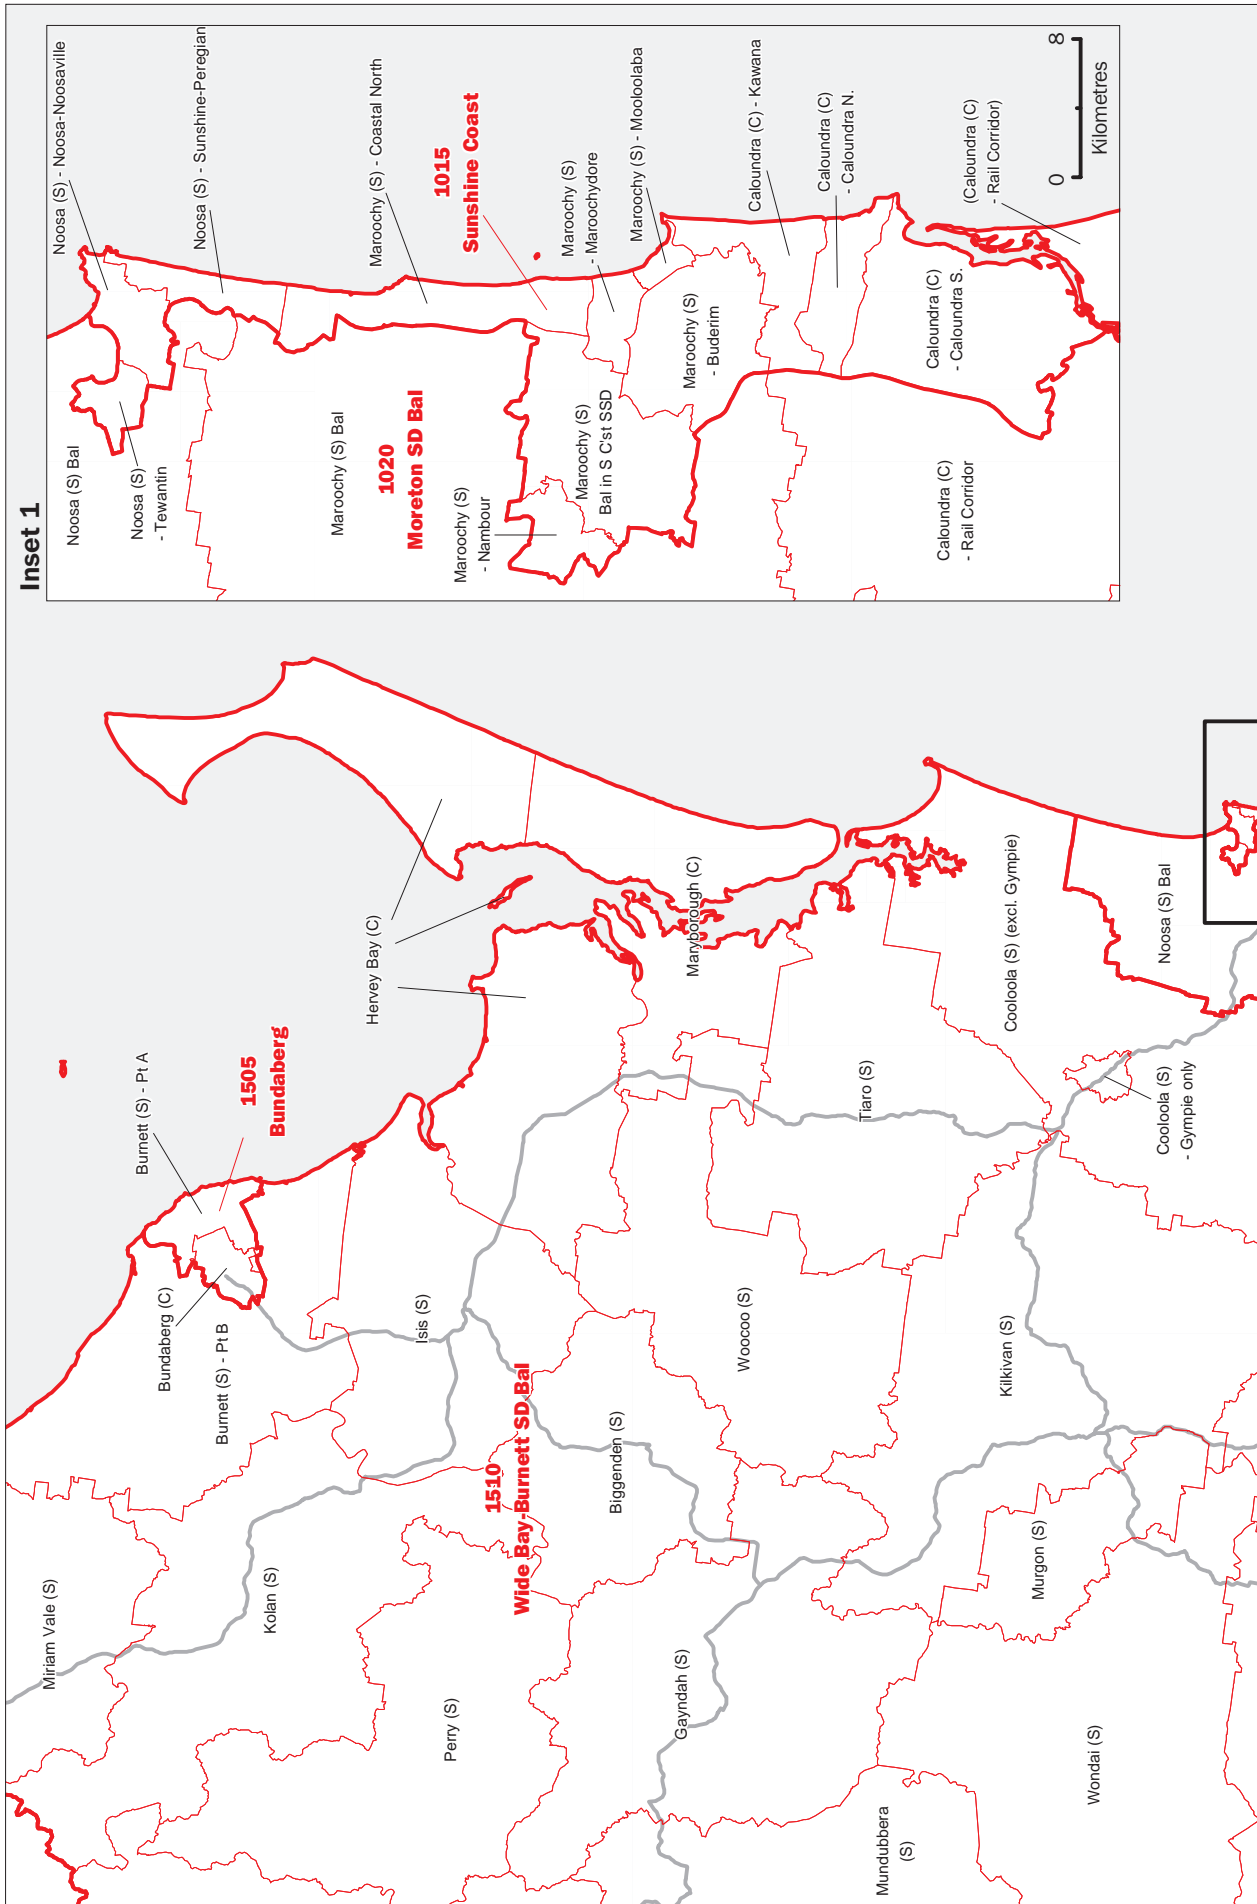 Inset 1
Noosa (S) - Noosa-Noosaville
Noosa (S) - Sunshine-Peregian
Maroochy (S) - Coastal North
1015
Sunshine Coast
Maroochy (S)
- Maroochydore
Maroochy (S) - Mooloolaba
Caloundra (C) - Kawana
Caloundra (C)
- Caloundra N.
(Caloundra (C)
- Rail Corridor)
0
8
Kilometres
Noosa (S) Bal
Noosa (S)
- Tewantin
Maroochy (S) Bal
1020
Moreton SD Bal
Maroochy (S)
- Nambour
Maroochy (S)
Bal in S C'st SSD
Maroochy (S)
- Buderim
Caloundra (C)
- Caloundra S.
Caloundra (C)
- Rail Corridor
Miriam Vale (S)
Burnett (S) - Pt A
1505
Bundaberg
Bundaberg (C)
Burnett (S) - Pt B
Kolan (S)
Hervey Bay (C)
Isis (S)
Perry (S)
1510
Wide Bay-Burnett SD Bal
Biggenden (S)
Maryborough (C)
Gayndah (S)
Woocoo (S)
Tiaro (S)
Mundubbera
(S)
Cooloola (S) (excl. Gympie)
Kilkivan (S)
Murgon (S)
Wondai (S)
Noosa (S) Bal
Cooloola (S)
- Gympie only